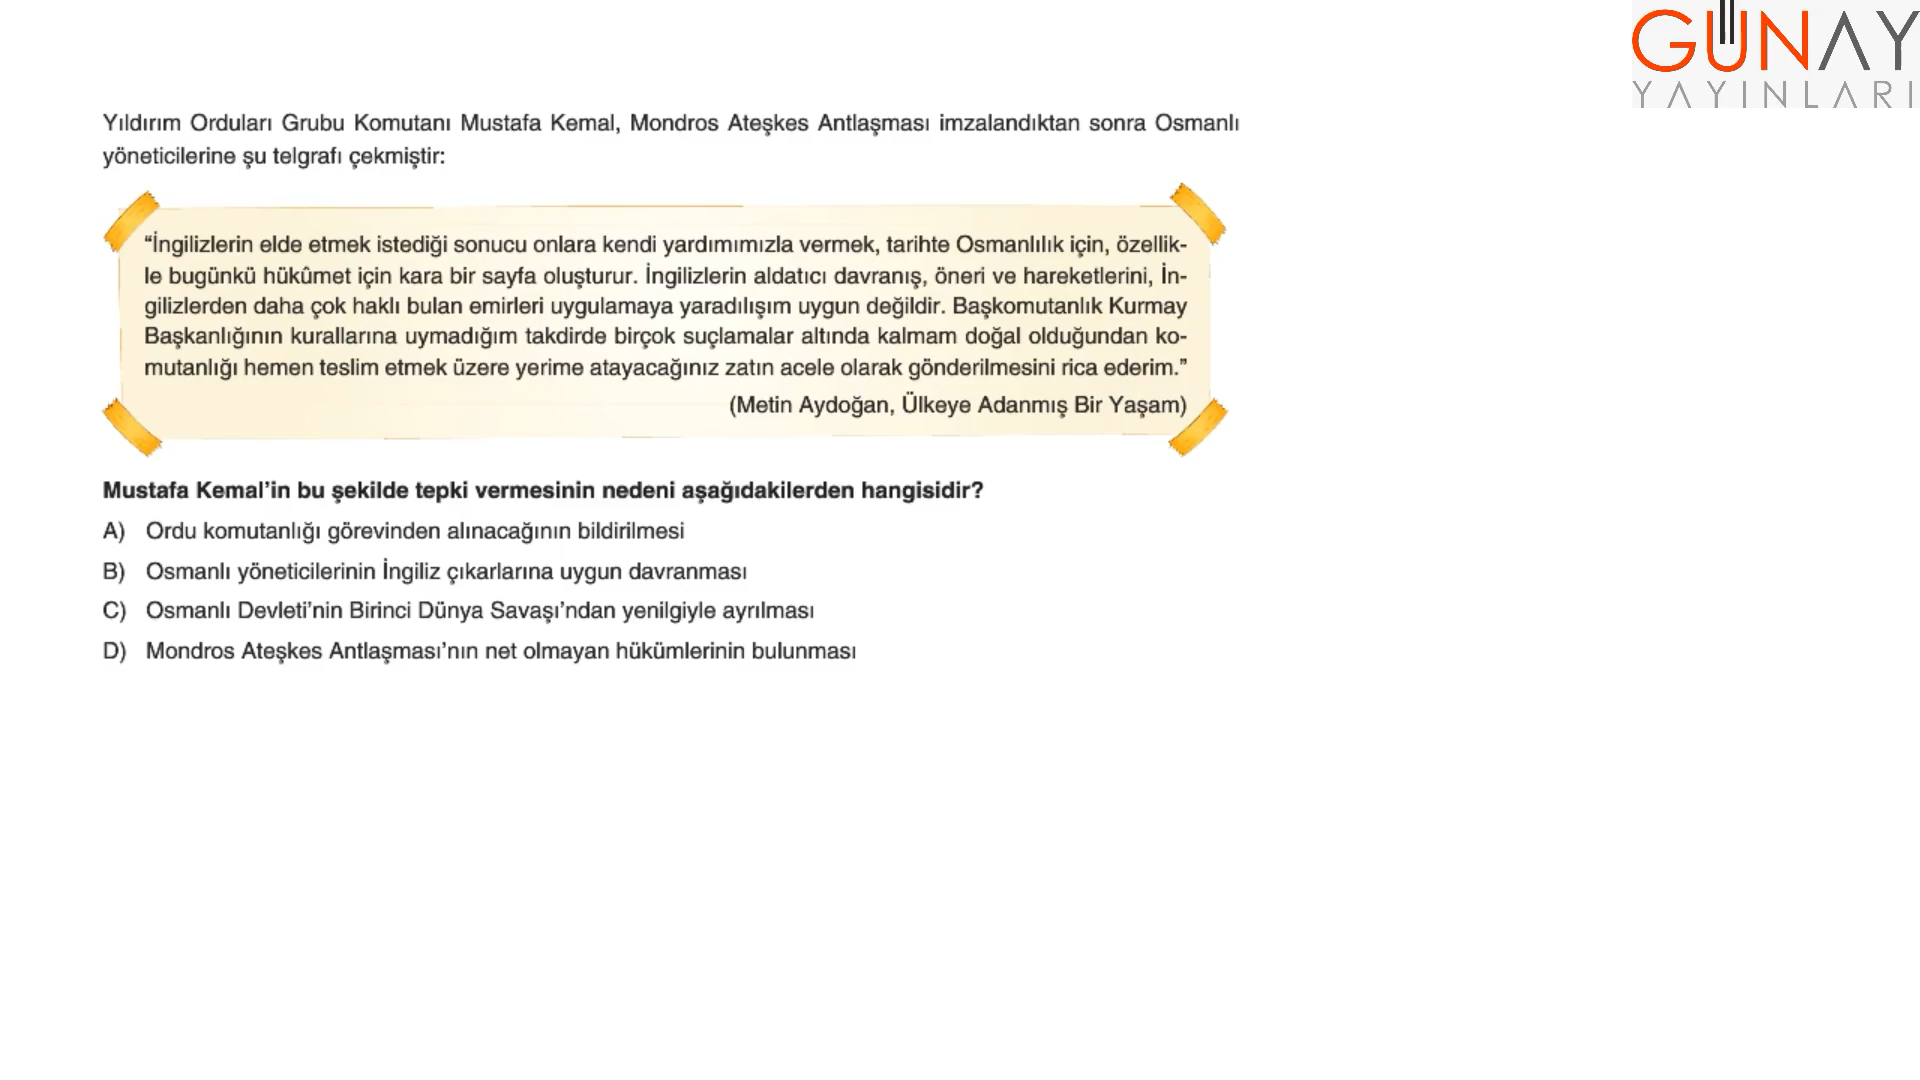 GÜNAY
YAYINLARI
Yıldırım Orduları Grubu Komutanı Mustafa Kemal, Mondros Ateşkes Antlaşması imzalandıktan sonra Osmanlı
yöneticilerine şu telgrafı çekmiştir:
“İngilizlerin elde etmek istediği sonucu onlara kendi yardımımızla vermek, tarihte Osmanlılık için, özellik-
le bugünkü hükûmet için kara bir sayfa oluşturur. İngilizlerin aldatıcı davranış, öneri ve hareketlerini, İn-
gilizlerden daha çok haklı bulan emirleri uygulamaya yaradılışım uygun değildir. Başkomutanlık Kurmay
Başkanlığının kurallarına uymadığım takdirde birçok suçlamalar altında kalmam doğal olduğundan ko-
mutanlığı hemen teslim etmek üzere yerime atayacağınız zatın acele olarak gönderilmesini rica ederim.”
(Metin Aydoğan, Ülkeye Adanmış Bir Yaşam)
Mustafa Kemal’in bu şekilde tepki vermesinin nedeni aşağıdakilerden hangisidir?
A) Ordu komutanlığı görevinden alınacağının bildirilmesi
B) Osmanlı yöneticilerinin İngiliz çıkarlarına uygun davranması
C) Osmanlı Devleti’nin Birinci Dünya Savaşı’ndan yenilgiyle ayrılması
D) Mondros Ateşkes Antlaşması’nın net olmayan hükümlerinin bulunması